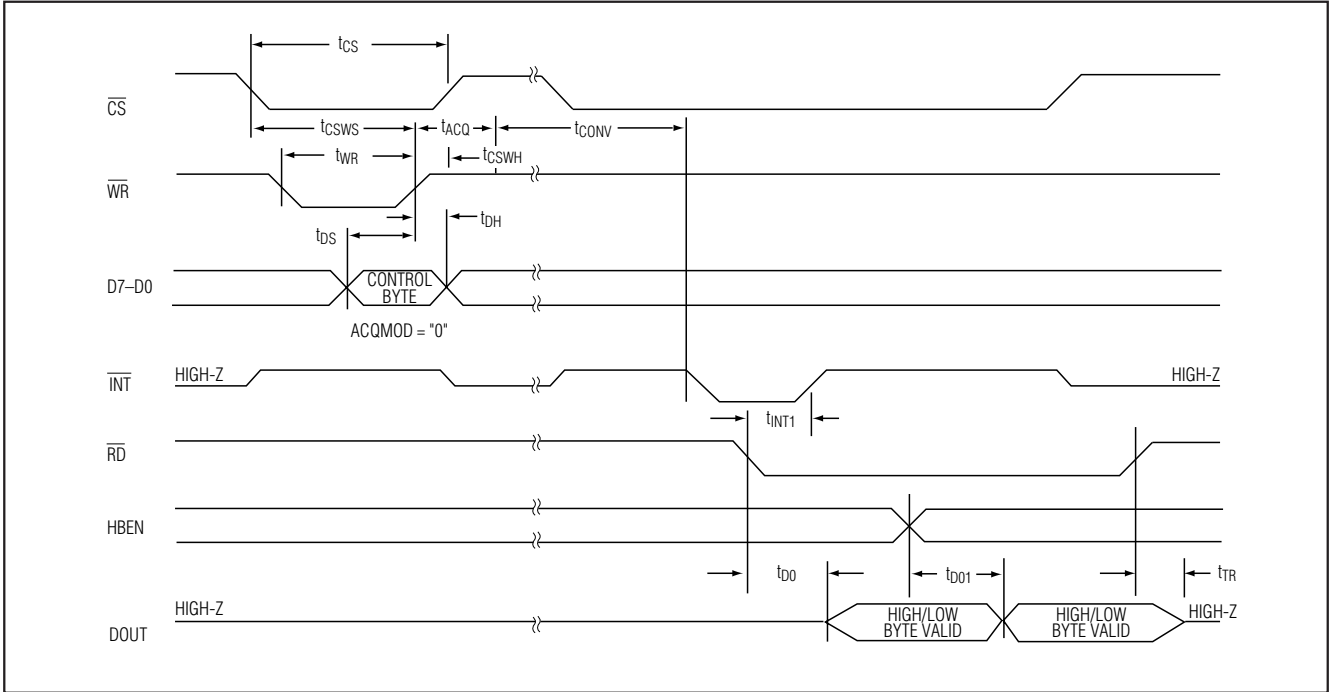 tCS
CS
tCSWS
tACQ
tCONV
tWR
tCSWH
WR
tDH
tDS
D7–D0
CONTROL
BYTE
ACQMOD = "0"
HIGH-Z
INT
HIGH-Z
tINT1
RD
HBEN
tD0
tD01
tTR
HIGH-Z
DOUT
HIGH/LOW
BYTE VALID
HIGH/LOW
BYTE VALID
HIGH-Z